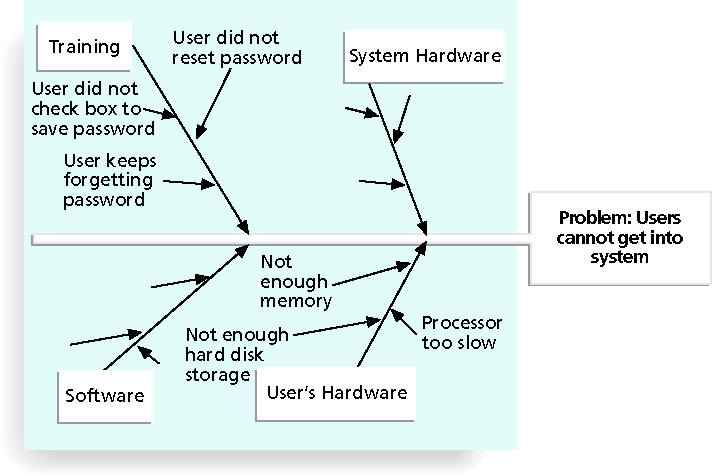 Training
User did not
reset password
System Hardware
User did not
check box to
save password
User keeps
forgetting
password
Problem: Users
cannot get into
system
Not
enough
memory
Not enough
hard disk
storage
Processor
too slow
Software
User's Hardware